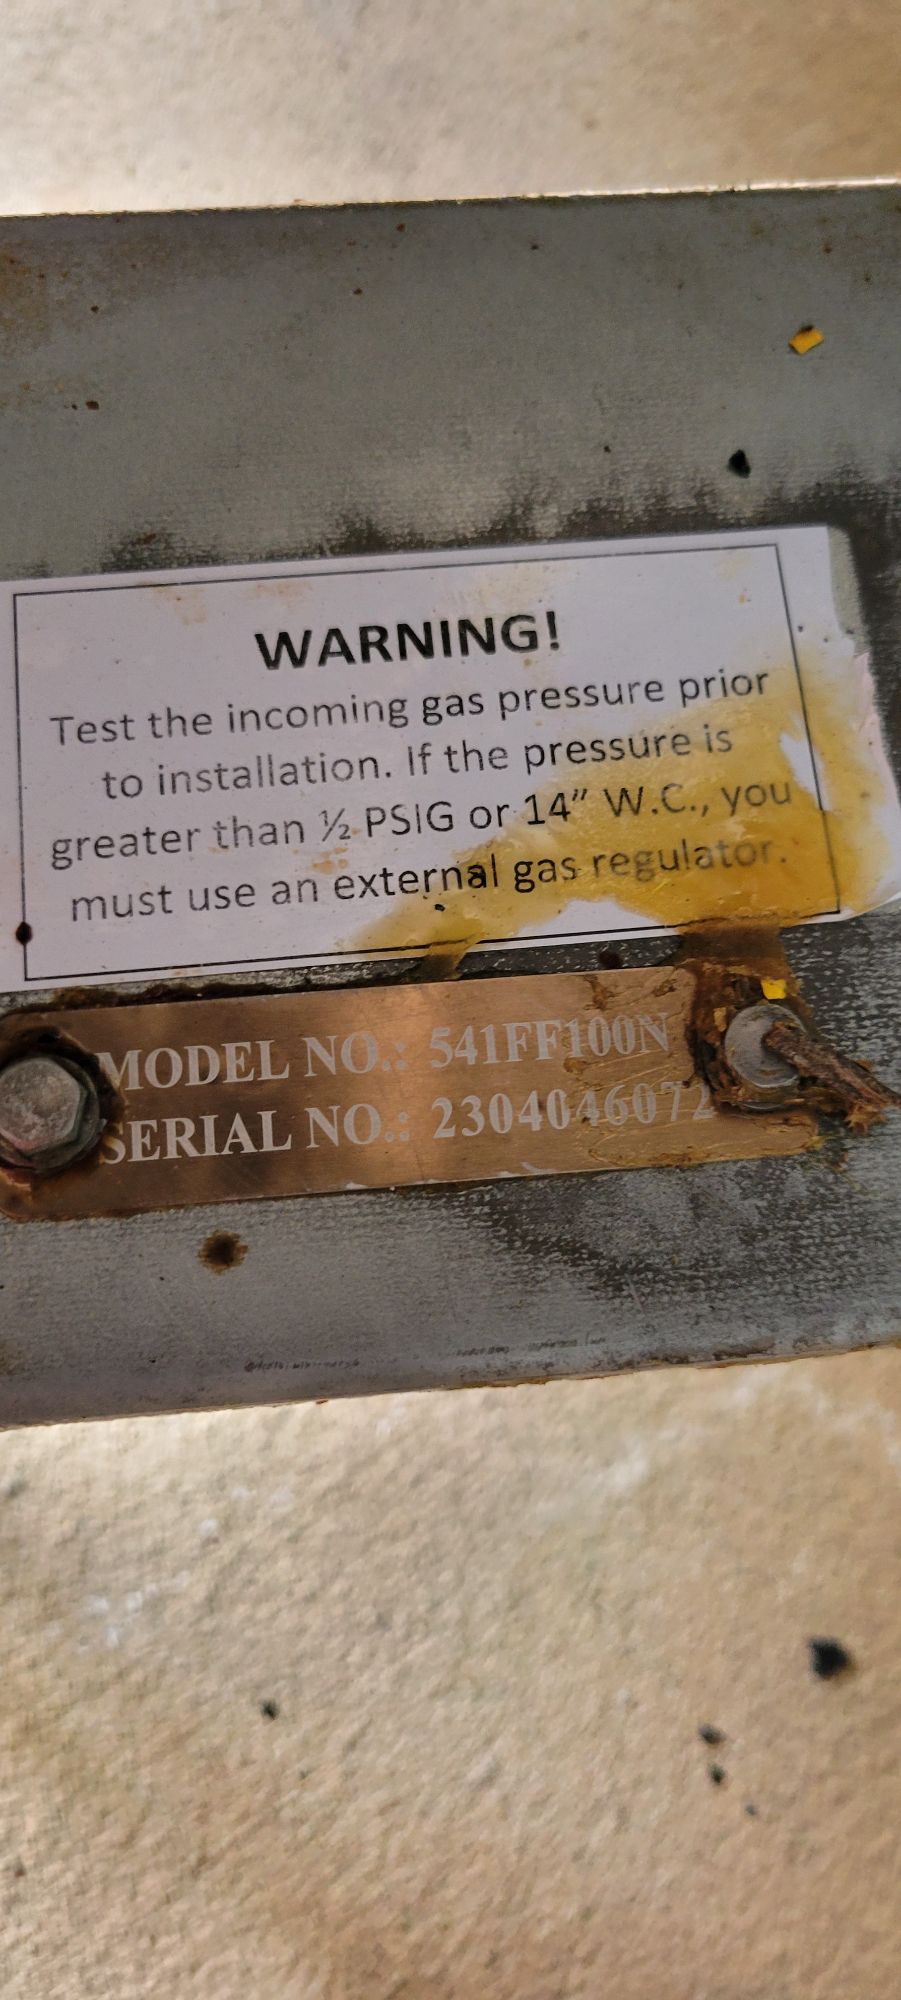 WARNING!
Test the incoming gas pressure prior
to installation. If the pressure is
greater than ½ PSIG or 14" W.C., you
must use an external gas regulator.
MODEL NO.: 541FF100N
SERIAL NO.: 2304046072